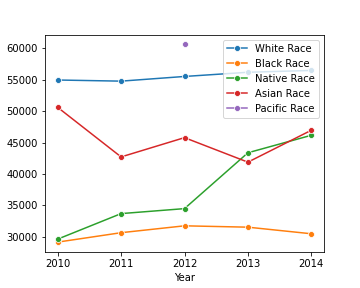 60000
55000
50000
45000
40000
35000
30000
White Race
Black Race
Native Race
Asian Race
Pacific Race
2010 2011 2012 2013 2014
Year